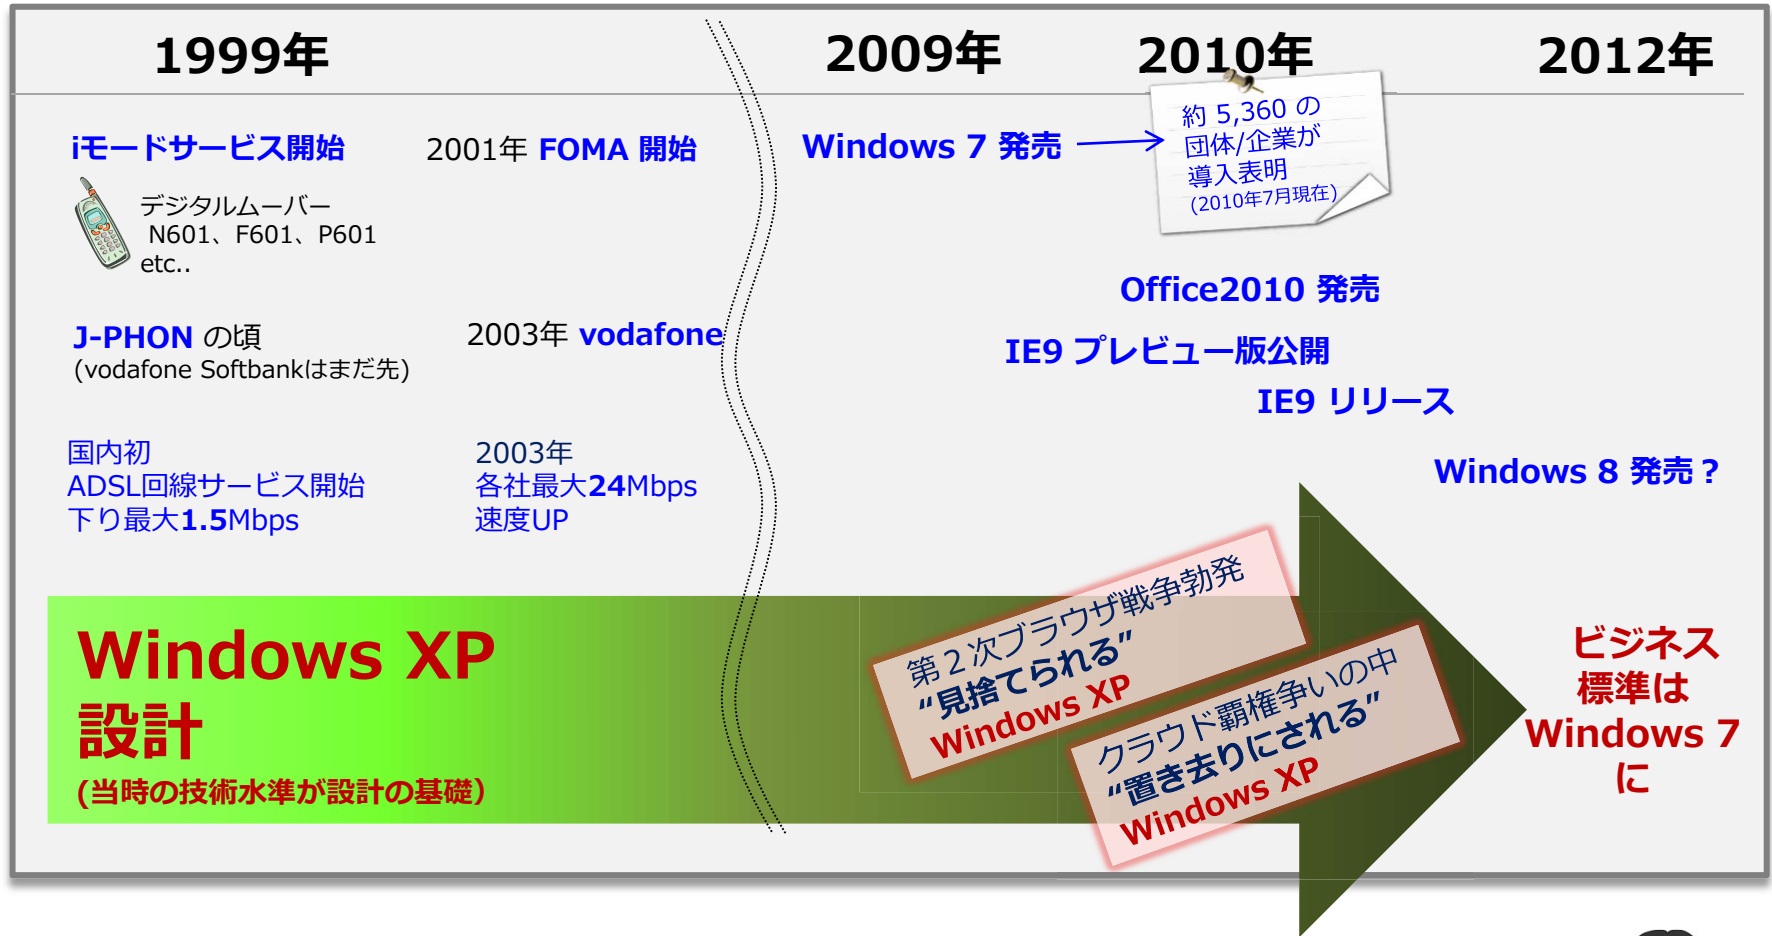 1999年
2009年
2010年
2012年
iモードサービス開始
2001年 FOMA 開始
デジタルムーバー
N601、F601、P601
etc..
J-PHON の頃
(vodafone Softbankはまだ先)
2003年 vodafone
国内初
ADSL回線サービス開始
下り最大1.5Mbps
2003年
各社最大24Mbps
速度UP
Windows 7 発売
約 5,360 の
団体/企業が
導入表明
(2010年7月現在)
Office2010 発売
IE9 プレビュー版公開
IE9 リリース
Windows 8 発売？
Windows XP
設計
(当時の技術水準が設計の基礎）
第２次ブラウザ戦争勃発
“見捨てられる”
Windows XP
クラウド覇権争いの中
“置き去りにされる”
Windows XP
ビジネス
標準は
Windows 7
に